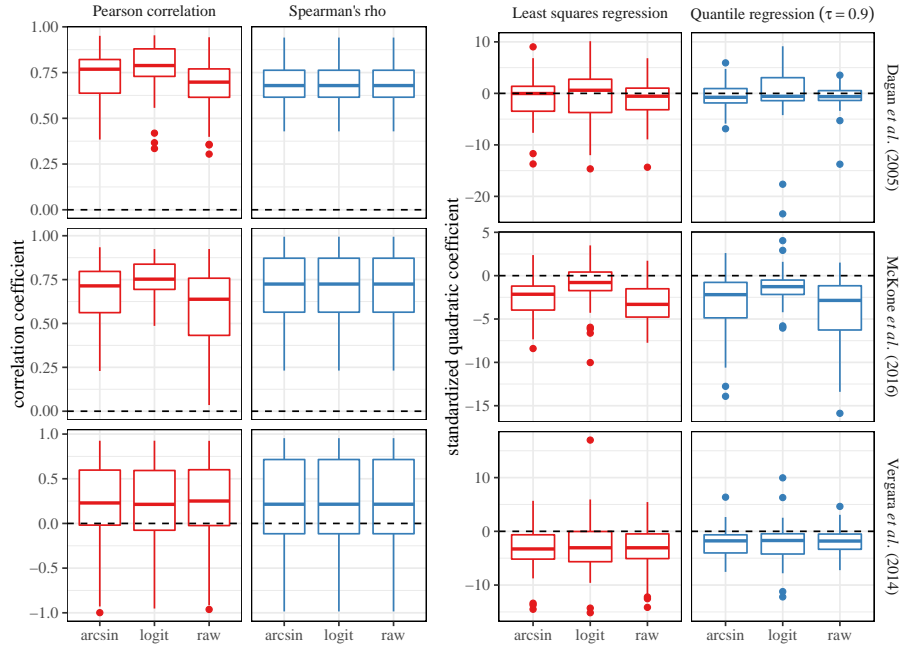 Pearson correlation
Spearman's rho
Least squares regression
Quantile regression (τ = 0.9)
correlation coefficient
1.00
0.75
0.50
0.25
0.00
1.00
0.75
0.50
0.25
0.00
1.0
0.5
0.0
−0.5
−1.0
arcsin logit raw
arcsin logit raw
standardized quadratic coefficient
10
0
−10
−20
5
0
−5
−10
−15
10
0
−10
arcsin logit raw
arcsin logit raw
Dagan et al. (2005)
McKone et al. (2016)
Vergara et al. (2014)